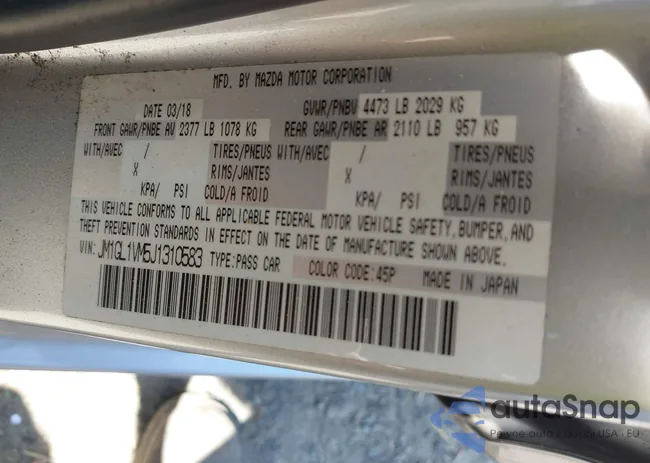 MFD. BY MAZDA MOTOR CORPORATION
DATE 03/18 GVWR/PNBV 4473 LB 2029 KG
FRONT GAWR/PNBE AV 2377 LB 1078 KG REAR GAWR/PNBE AR 2110 LB 957 KG
WITH/AVEC / TIRES/PNEUS WITH/AVEC / TIRES/PNEUS
X RIMS/JANTES X RIMS/JANTES
KPA/ PSI COLD/A FROID KPA/ PSI COLD/A FROID
THIS VEHICLE CONFORMS TO ALL APPLICABLE FEDERAL MOTOR VEHICLE SAFETY, BUMPER, AND
THEFT PREVENTION STANDARDS IN EFFECT ON THE DATE OF MANUFACTURE SHOWN ABOVE.
VIN: JM1GL1VM5J1310583 TYPE:PASS CAR COLOR CODE:45P MADE IN JAPAN
autoSnap
Pewne auto z USA - EU